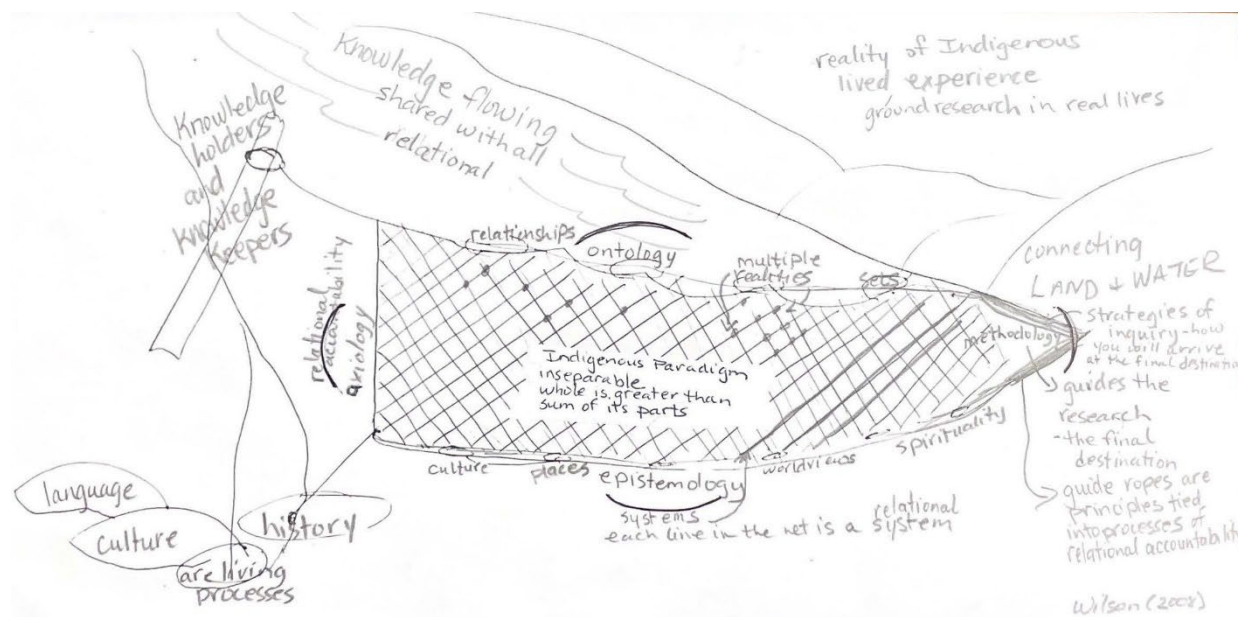 Knowledge
holders
and
Knowledge
Keepers
Knowledge flowing
shared with all
relational
reality of Indigenous
lived experience
ground research in real lives
relationships
ontology
multiple
realities
sets
relational
accountability
axiology
Indigenous Paradigm
inseparable
whole is greater than
sum of its parts
methodology
connecting
LAND & WATER
strategies of
inquiry - how
you will arrive
at the final destination
guides the
research
- the final
destination
guide ropes are
principles tied
into processes of
relational accountability
culture
places
epistemology
worldviews
spirituality
systems
relational
each line in the net is a system
language
culture
history
are living
processes
Wilson (2008)